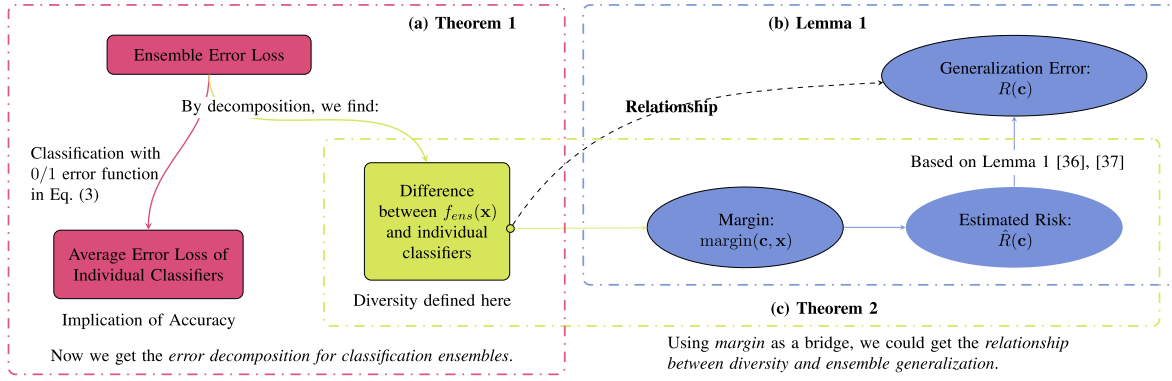 (a) Theorem 1
Ensemble Error Loss
By decomposition, we find:
Classification with
0/1 error function
in Eq. (3)
Average Error Loss of
Individual Classifiers
Implication of Accuracy
Difference
between f_{ens}(x)
and individual
classifiers
Diversity defined here
Now we get the error decomposition for classification ensembles.
(b) Lemma 1
Generalization Error:
R(c)
Relationship
Based on Lemma 1 [36], [37]
Margin:
margin(c, x)
Estimated Risk:
R̂(c)
(c) Theorem 2
Using margin as a bridge, we could get the relationship
between diversity and ensemble generalization.